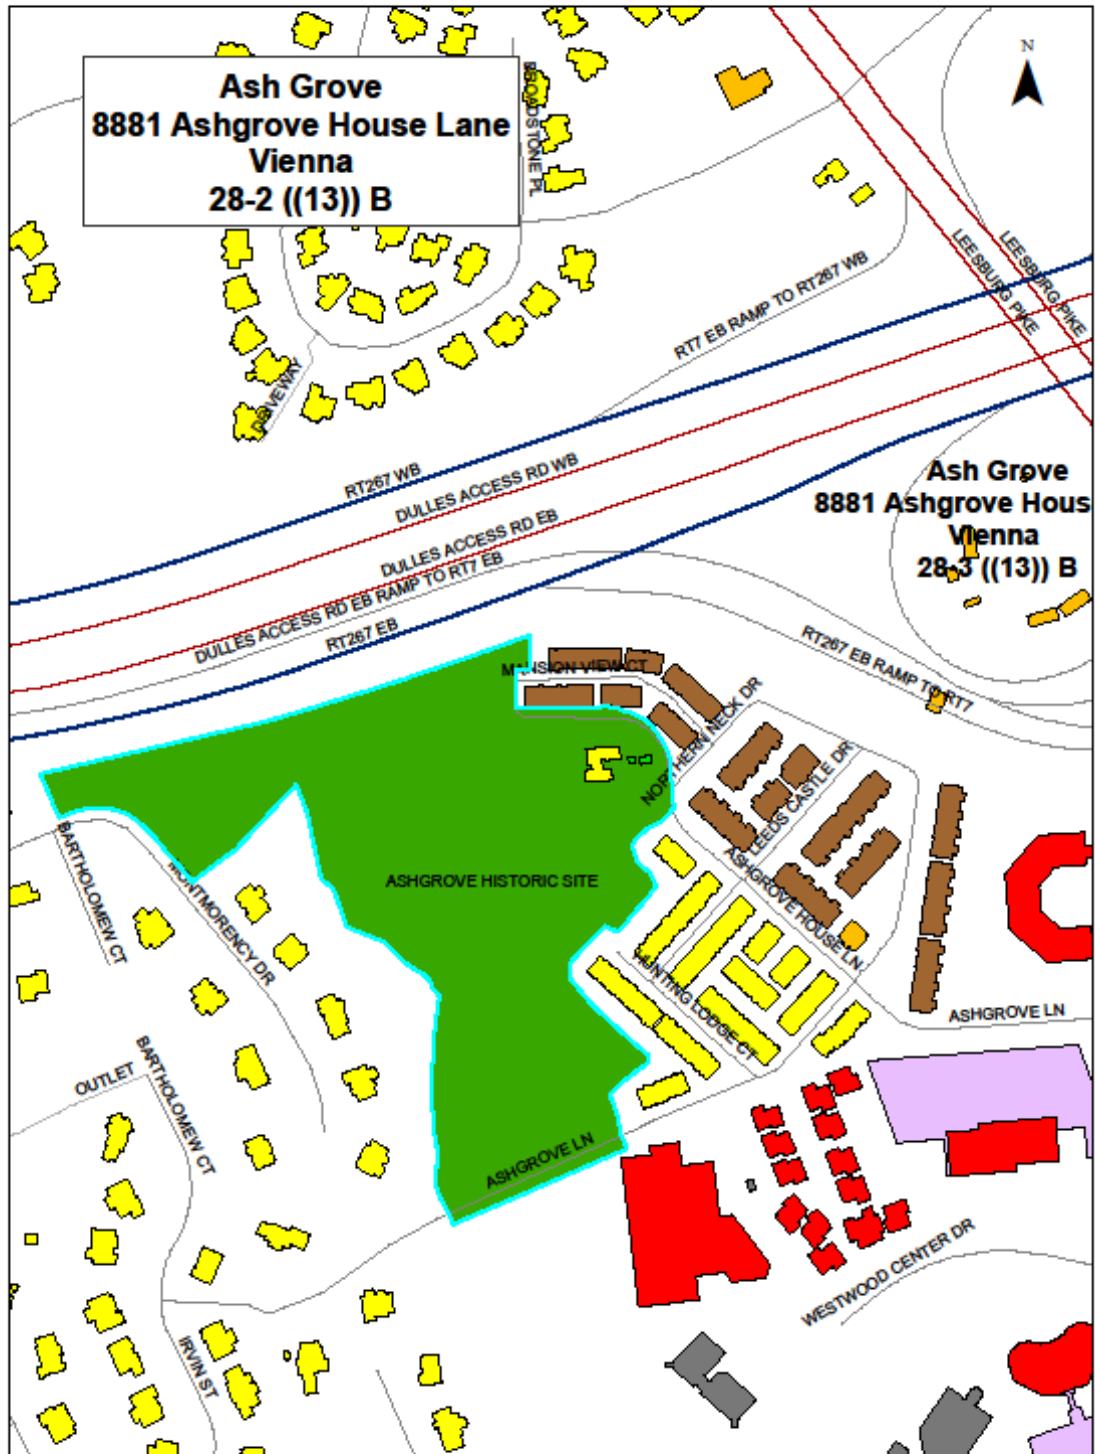 Ash Grove
8881 Ashgrove House Lane
Vienna
28-2 ((13)) B
N
BROADSTONE PL
LEESBURG PIKE
LEESBURG PIKE
RT7 EB RAMP TO RT267 WB
DRIVEWAY
RT267 WB
DULLES ACCESS RD WB
DULLES ACCESS RD EB
DULLES ACCESS RD EB RAMP TO RT7 EB
RT267 EB
Ash Grove
8881 Ashgrove Hous
Vienna
28-3 ((13)) B
RT267 EB RAMP TO RT7
MANSION VIEW CT
NORTHERN NECK DR
LEEDS CASTLE DR
ASHGROVE HOUSE LN
ASHGROVE HISTORIC SITE
BARTHOLOMEW CT
MONTMORENCY DR
HUNTING LODGE CT
ASHGROVE LN
OUTLET
BARTHOLOMEW CT
ASHGROVE LN
WESTWOOD CENTER DR
IRVIN ST